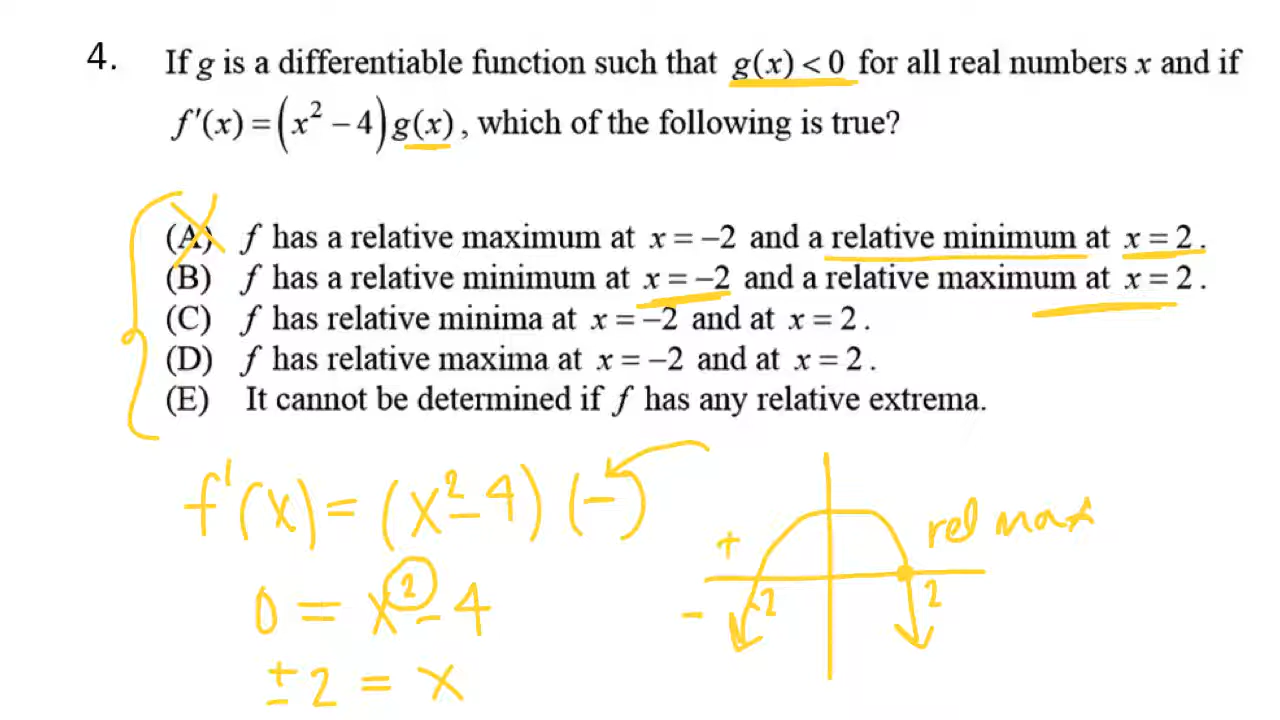 4. If g is a differentiable function such that g(x) < 0 for all real numbers x and if
f'(x) = (x² − 4) g(x), which of the following is true?
(A) f has a relative maximum at x = −2 and a relative minimum at x = 2.
(B) f has a relative minimum at x = −2 and a relative maximum at x = 2.
(C) f has relative minima at x = −2 and at x = 2.
(D) f has relative maxima at x = −2 and at x = 2.
(E) It cannot be determined if f has any relative extrema.
f'(x) = (x² − 4) (−)
0 = x² − 4
± 2 = x
+
rel max
−
-2
2